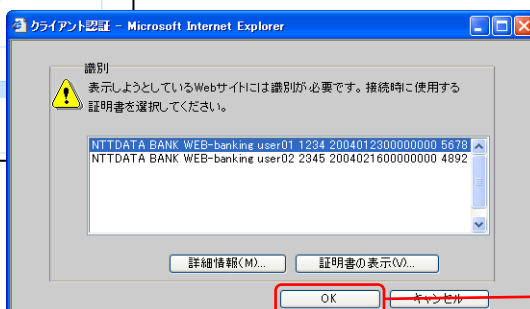 クライアント認証 - Microsoft Internet Explorer
識別
表示しようとしているWebサイトには識別が必要です。接続時に使用する
証明書を選択してください。
NTTDATA BANK WEB-banking user01 1234 2004012300000000 5678
NTTDATA BANK WEB-banking user02 2345 2004021600000000 4892
詳細情報(M)...
証明書の表示(V)...
OK
キャンセル